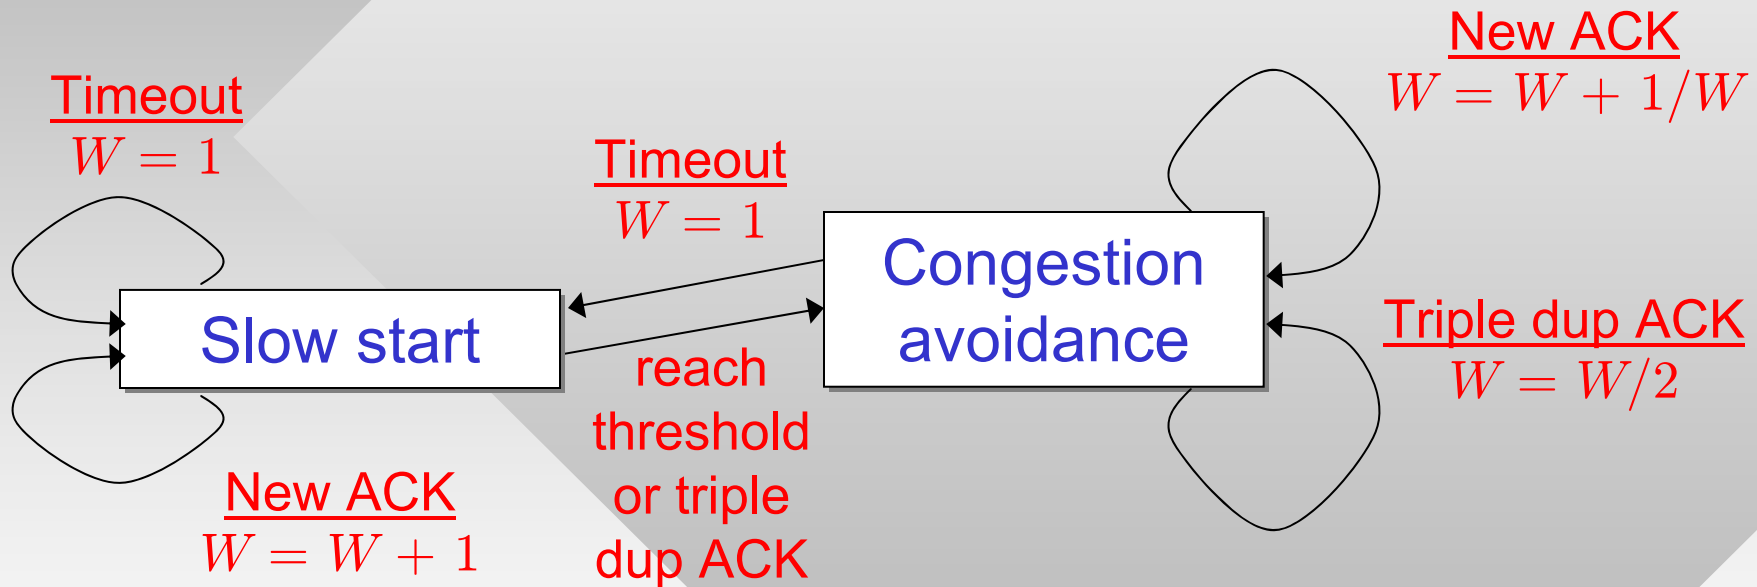 Timeout
W = 1
Slow start
New ACK
W = W + 1
Timeout
W = 1
reach
threshold
or triple
dup ACK
Congestion
avoidance
New ACK
W = W + 1/W
Triple dup ACK
W = W/2